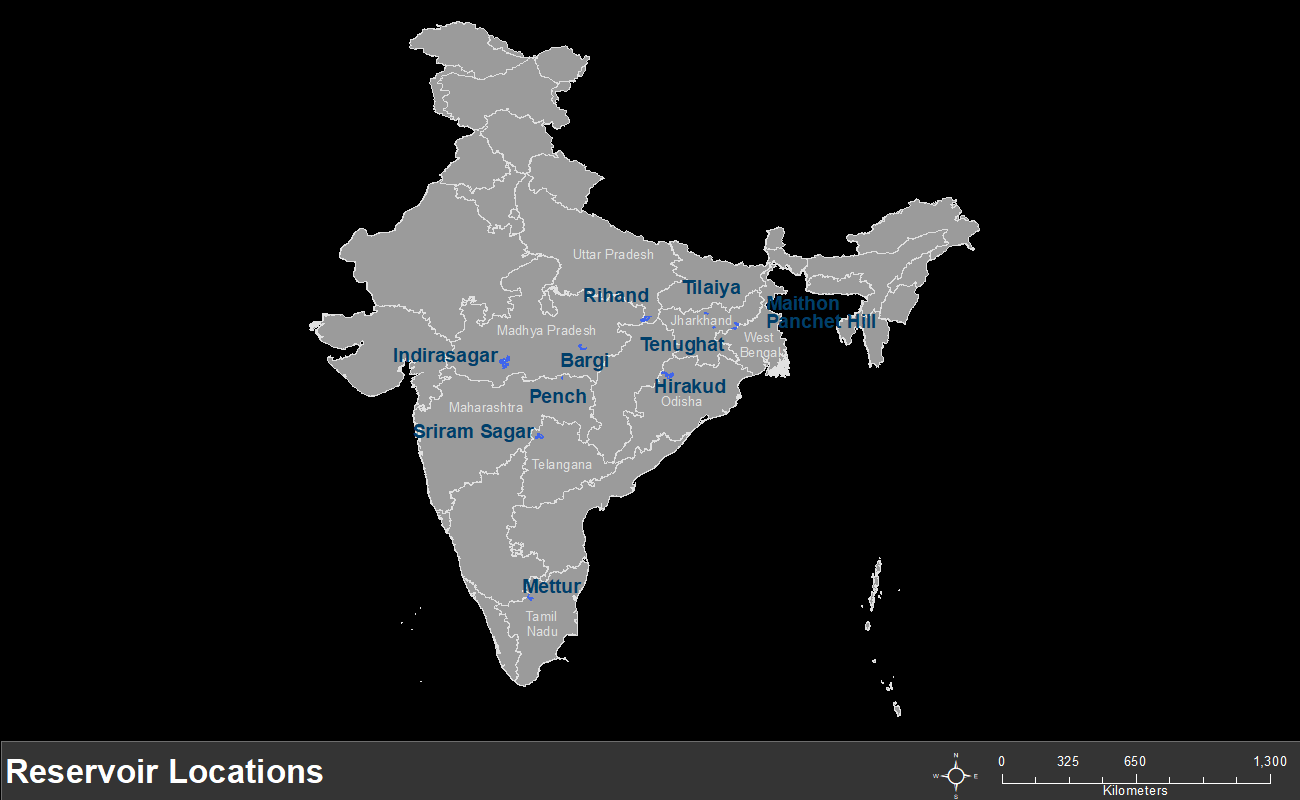 Uttar Pradesh
Tilaiya
Rihand
Maithon
Panchet Hill
Jharkhand
Madhya Pradesh
West
Bengal
Tenughat
Indirasagar
Bargi
Hirakud
Pench
Odisha
Maharashtra
Sriram Sagar
Telangana
Mettur
Tamil
Nadu
Reservoir Locations
N
W
E
S
0 325 650 1,300
Kilometers